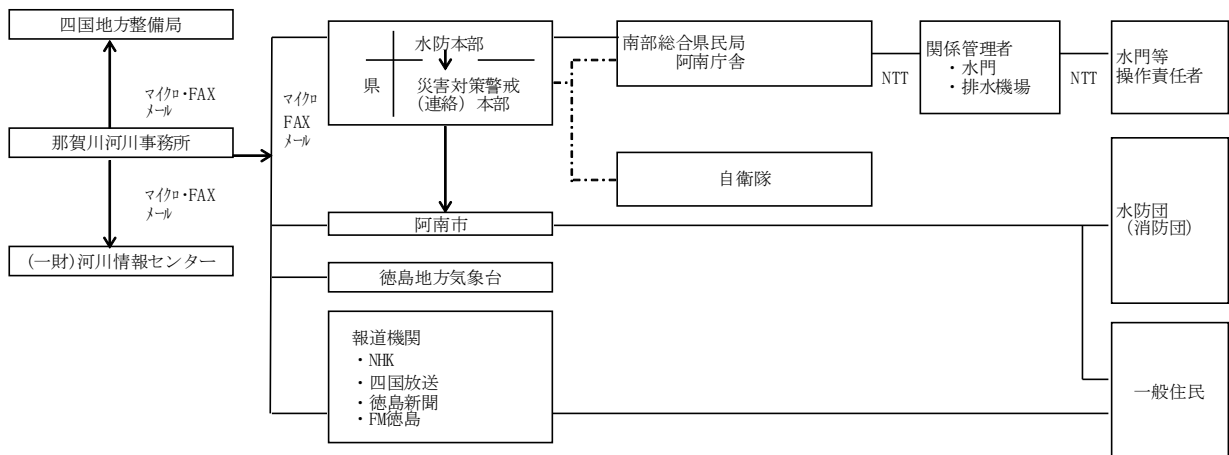 四国地方整備局
マイクロ・FAX
メール
那賀川河川事務所
マイクロ・FAX
メール
(一財)河川情報センター
マイクロ
FAX
メール
県
水防本部
災害対策警戒
(連絡) 本部
阿南市
徳島地方気象台
報道機関
・NHK
・四国放送
・徳島新聞
・FM徳島
南部総合県民局
阿南庁舎
自衛隊
NTT
関係管理者
・水門
・排水機場
NTT
水門等
操作責任者
水防団
(消防団)
一般住民